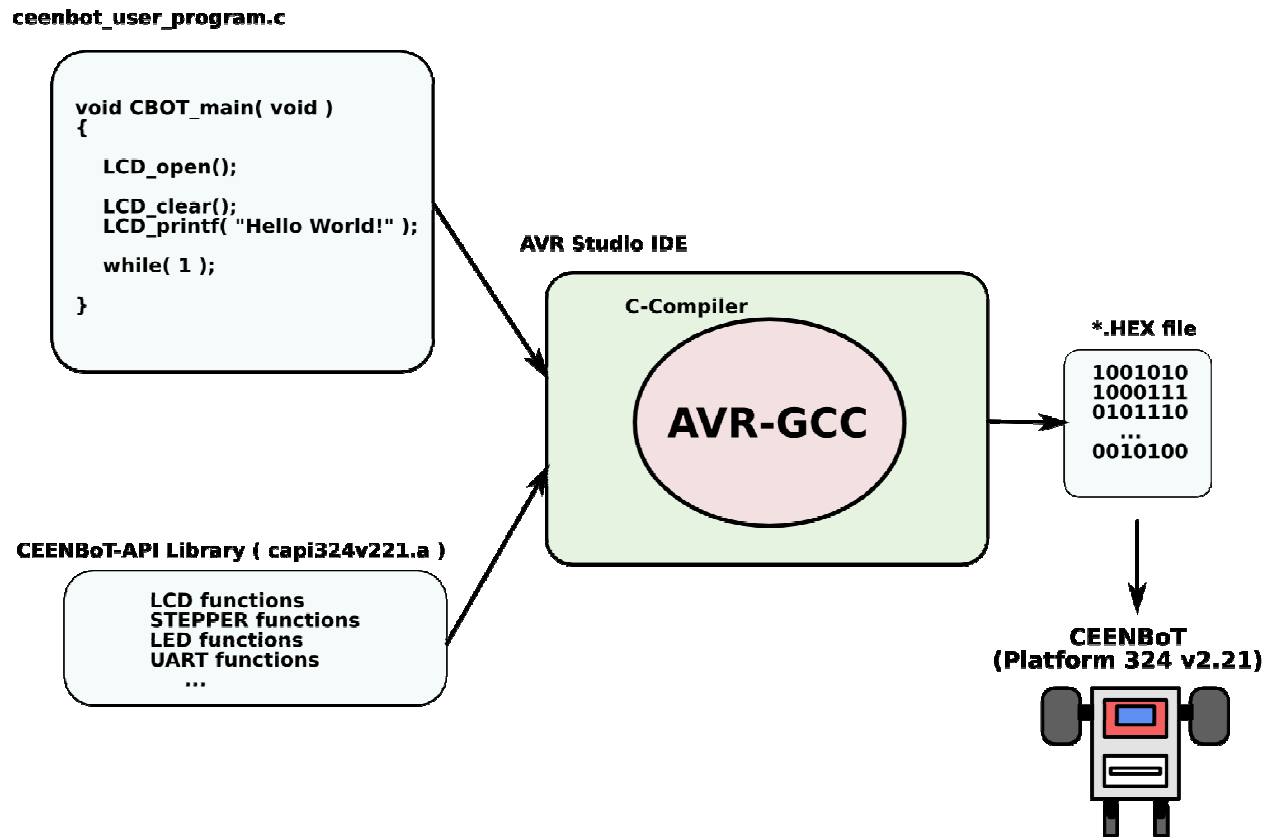 ceenbot_user_program.c
void CBOT_main( void )
{
LCD_open();
LCD_clear();
LCD_printf( "Hello World!" );
while( 1 );
}
AVR Studio IDE
C-Compiler
AVR-GCC
*.HEX file
1001010
1000111
0101110
...
0010100
CEENBoT-API Library ( capi324v221.a )
LCD functions
STEPPER functions
LED functions
UART functions
...
CEENBoT
(Platform 324 v2.21)